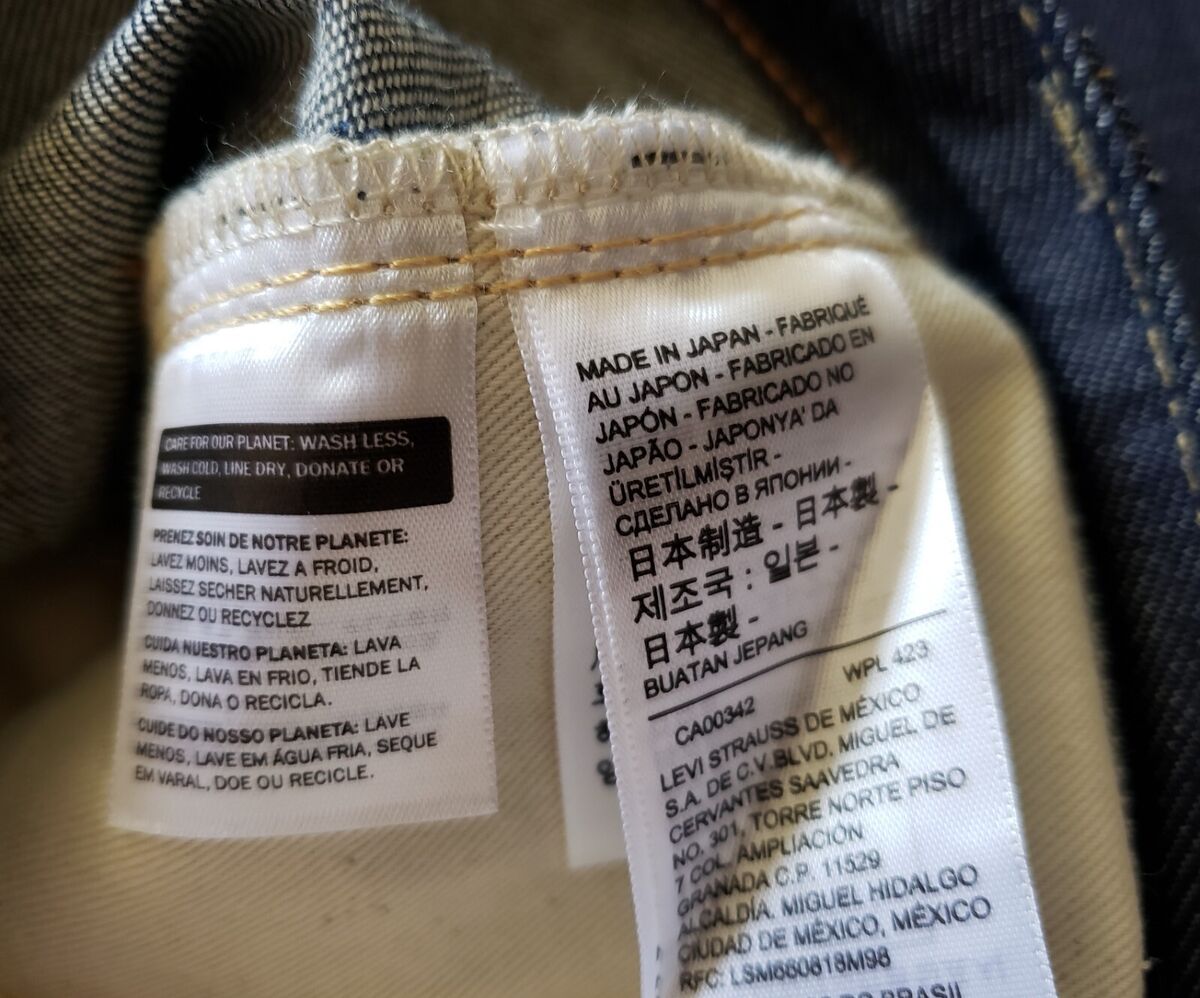 CARE FOR OUR PLANET: WASH LESS,
WASH COLD, LINE DRY, DONATE OR
RECYCLE
PRENEZ SOIN DE NOTRE PLANETE:
LAVEZ MOINS, LAVEZ A FROID,
LAISSEZ SECHER NATURELLEMENT,
DONNEZ OU RECYCLEZ
CUIDA NUESTRO PLANETA: LAVA
MENOS, LAVA EN FRIO, TIENDE LA
ROPA, DONA O RECICLA.
CUIDE DO NOSSO PLANETA: LAVE
MENOS, LAVE EM ÁGUA FRIA, SEQUE
EM VARAL, DOE OU RECICLE.
MADE IN JAPAN - FABRIQUÉ
AU JAPON - FABRICADO EN
JAPÓN - FABRICADO NO
JAPÃO - JAPONYA' DA
ÜRETİLMİŞTİR -
СДЕЛАНО В ЯПОНИИ -
日本制造 - 日本製 -
제조국 : 일본 -
日本製 -
BUATAN JEPANG
CA00342 WPL 423
LEVI STRAUSS DE MÉXICO
S.A. DE C.V.BLVD. MIGUEL DE
CERVANTES SAAVEDRA
NO. 301, TORRE NORTE PISO
7 COL. AMPLIACIÓN
GRANADA C.P. 11529
ALCALDÍA. MIGUEL HIDALGO
CIUDAD DE MÉXICO, MÉXICO
RFC: LSM660818M98
BRASIL